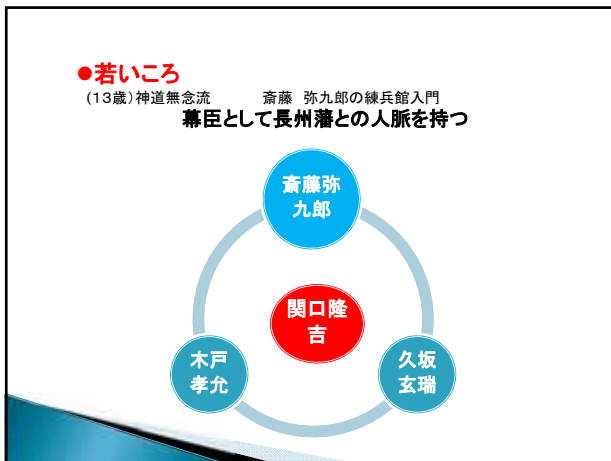 ●若いころ
(13歳)神道無念流　　　斎藤　弥九郎の練兵館入門
幕臣として長州藩との人脈を持つ
斎藤弥
九郎
関口隆
吉
木戸
孝允
久坂
玄瑞